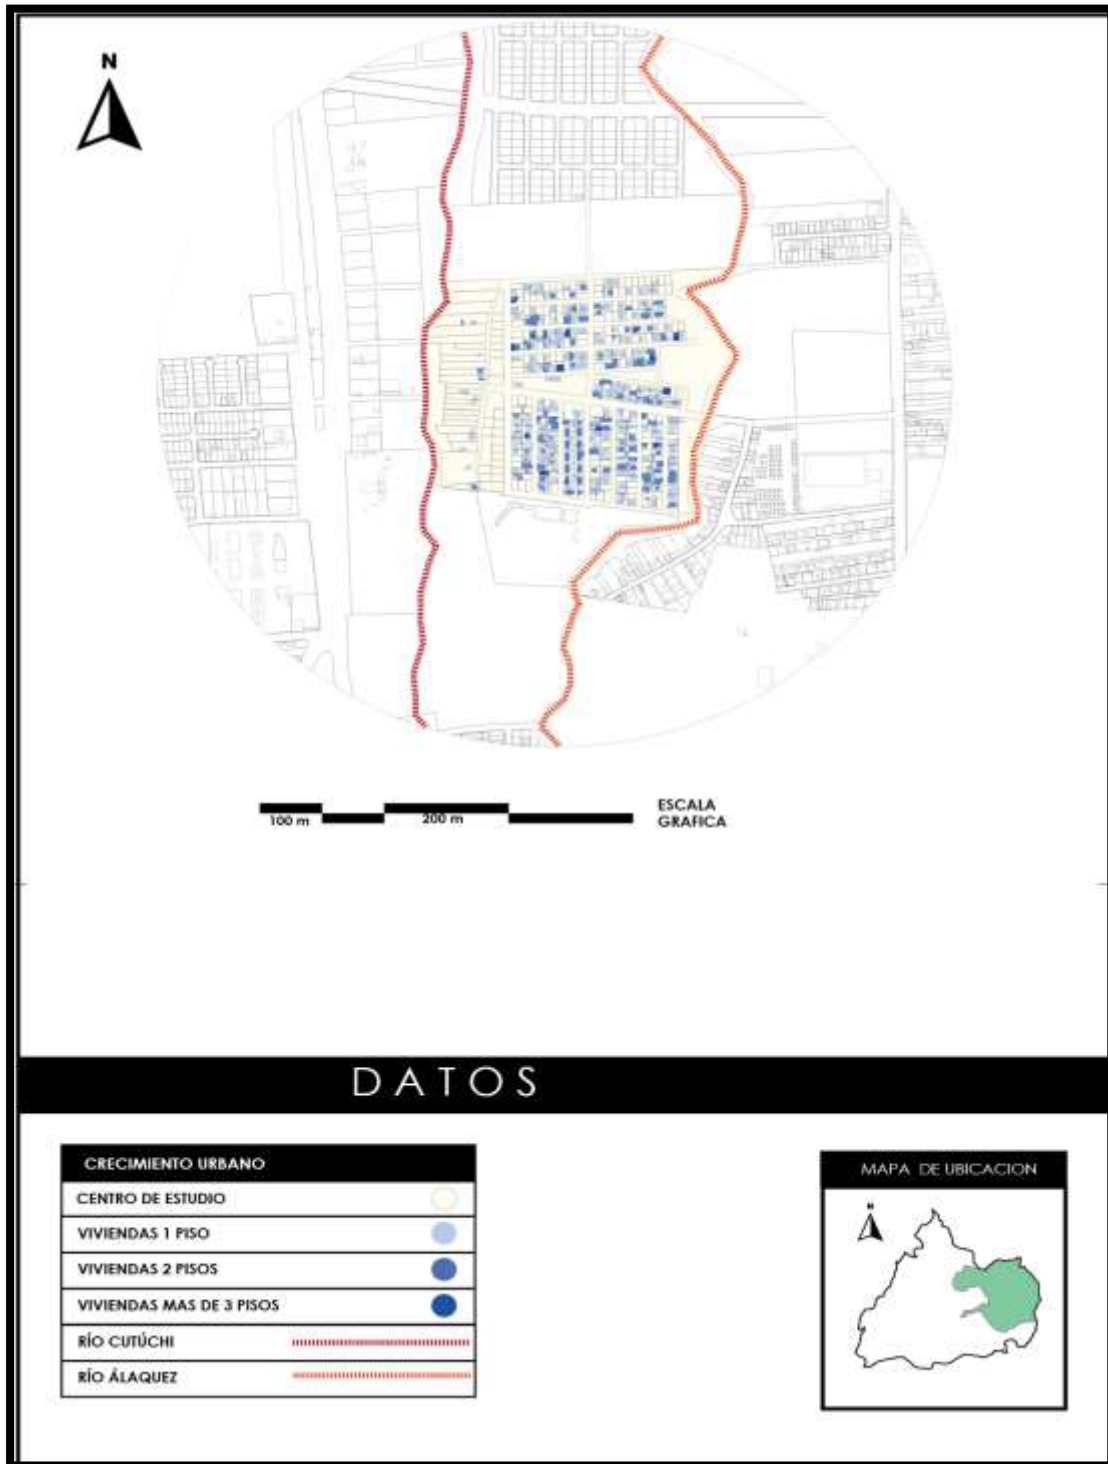 N
100 m
200 m
ESCALA
GRAFICA
DATOS
CRECIMIENTO URBANO
CENTRO DE ESTUDIO
VIVIENDAS 1 PISO
VIVIENDAS 2 PISOS
VIVIENDAS MAS DE 3 PISOS
RÍO CUTÚCHI
RÍO ÁLAQUEZ
MAPA DE UBICACION
N